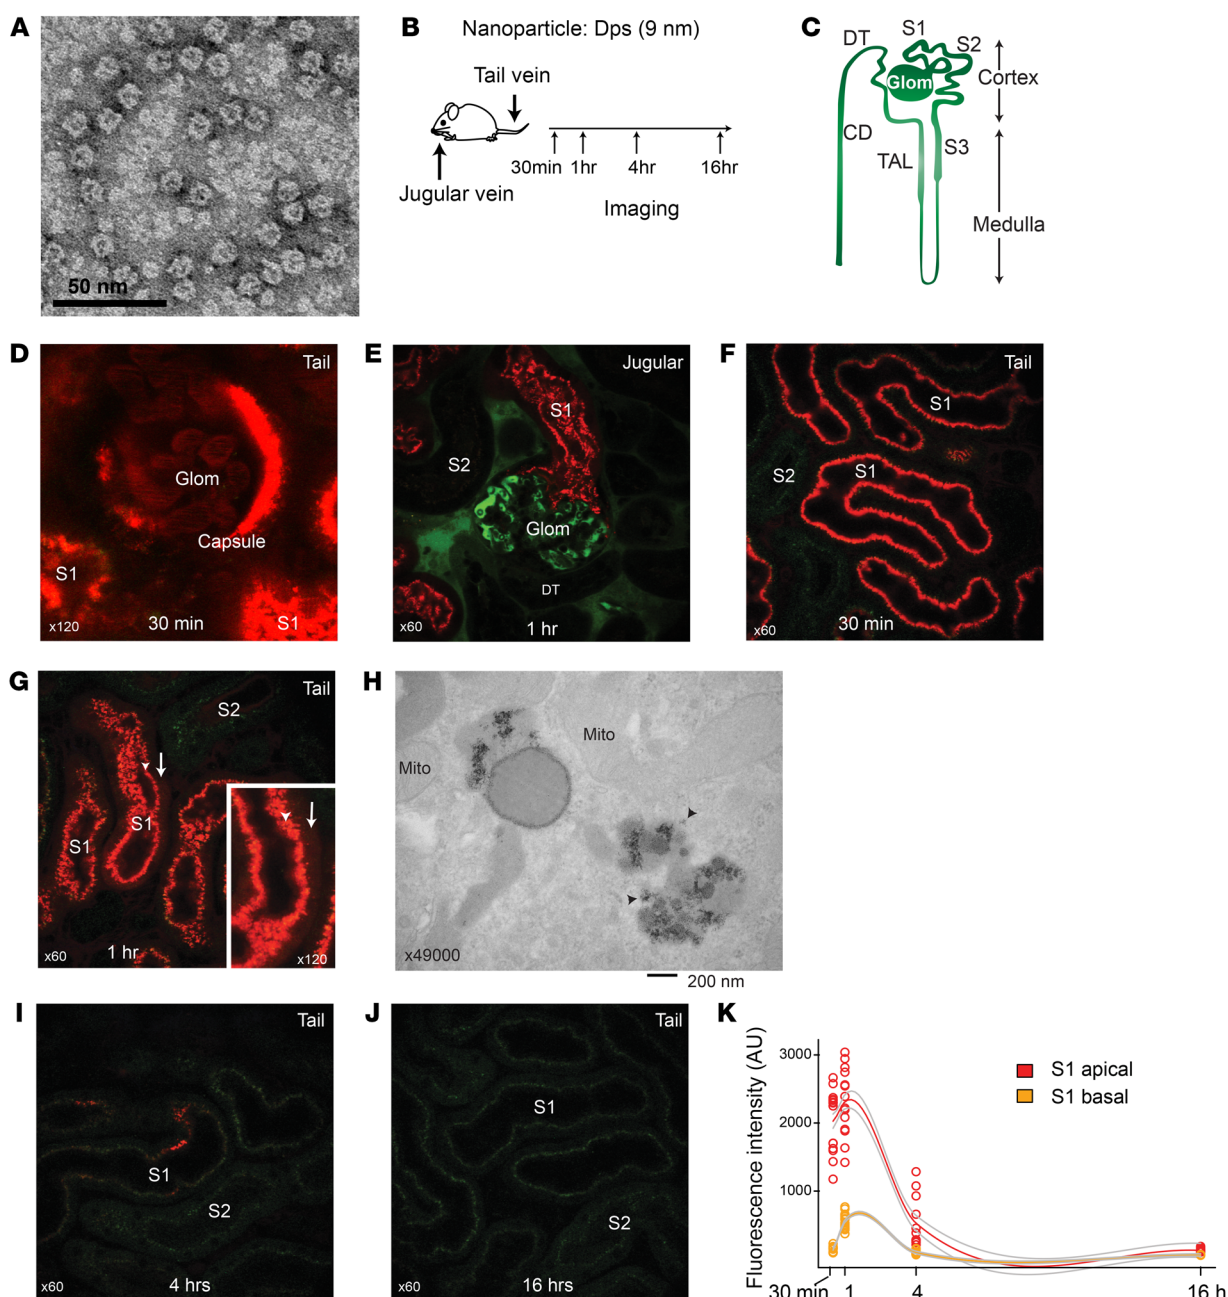 A
50 nm
B
Nanoparticle: Dps (9 nm)
Tail vein
Jugular vein
30min 1hr 4hr 16hr
Imaging
C
DT
S1
S2
Glom
Cortex
CD
TAL
S3
Medulla
D
Tail
Glom
Capsule
S1
S1
x120
30 min
E
Jugular
S1
S2
Glom
DT
x60
1 hr
F
Tail
S1
S2
S1
x60
30 min
G
Tail
S2
S1
S1
x60
1 hr
x120
H
Mito
Mito
x49000
200 nm
I
Tail
S1
S2
x60
4 hrs
J
Tail
S1
S2
x60
16 hrs
K
Fluorescence intensity (AU)
3000
2000
1000
S1 apical
S1 basal
30 min 1 4 16 h